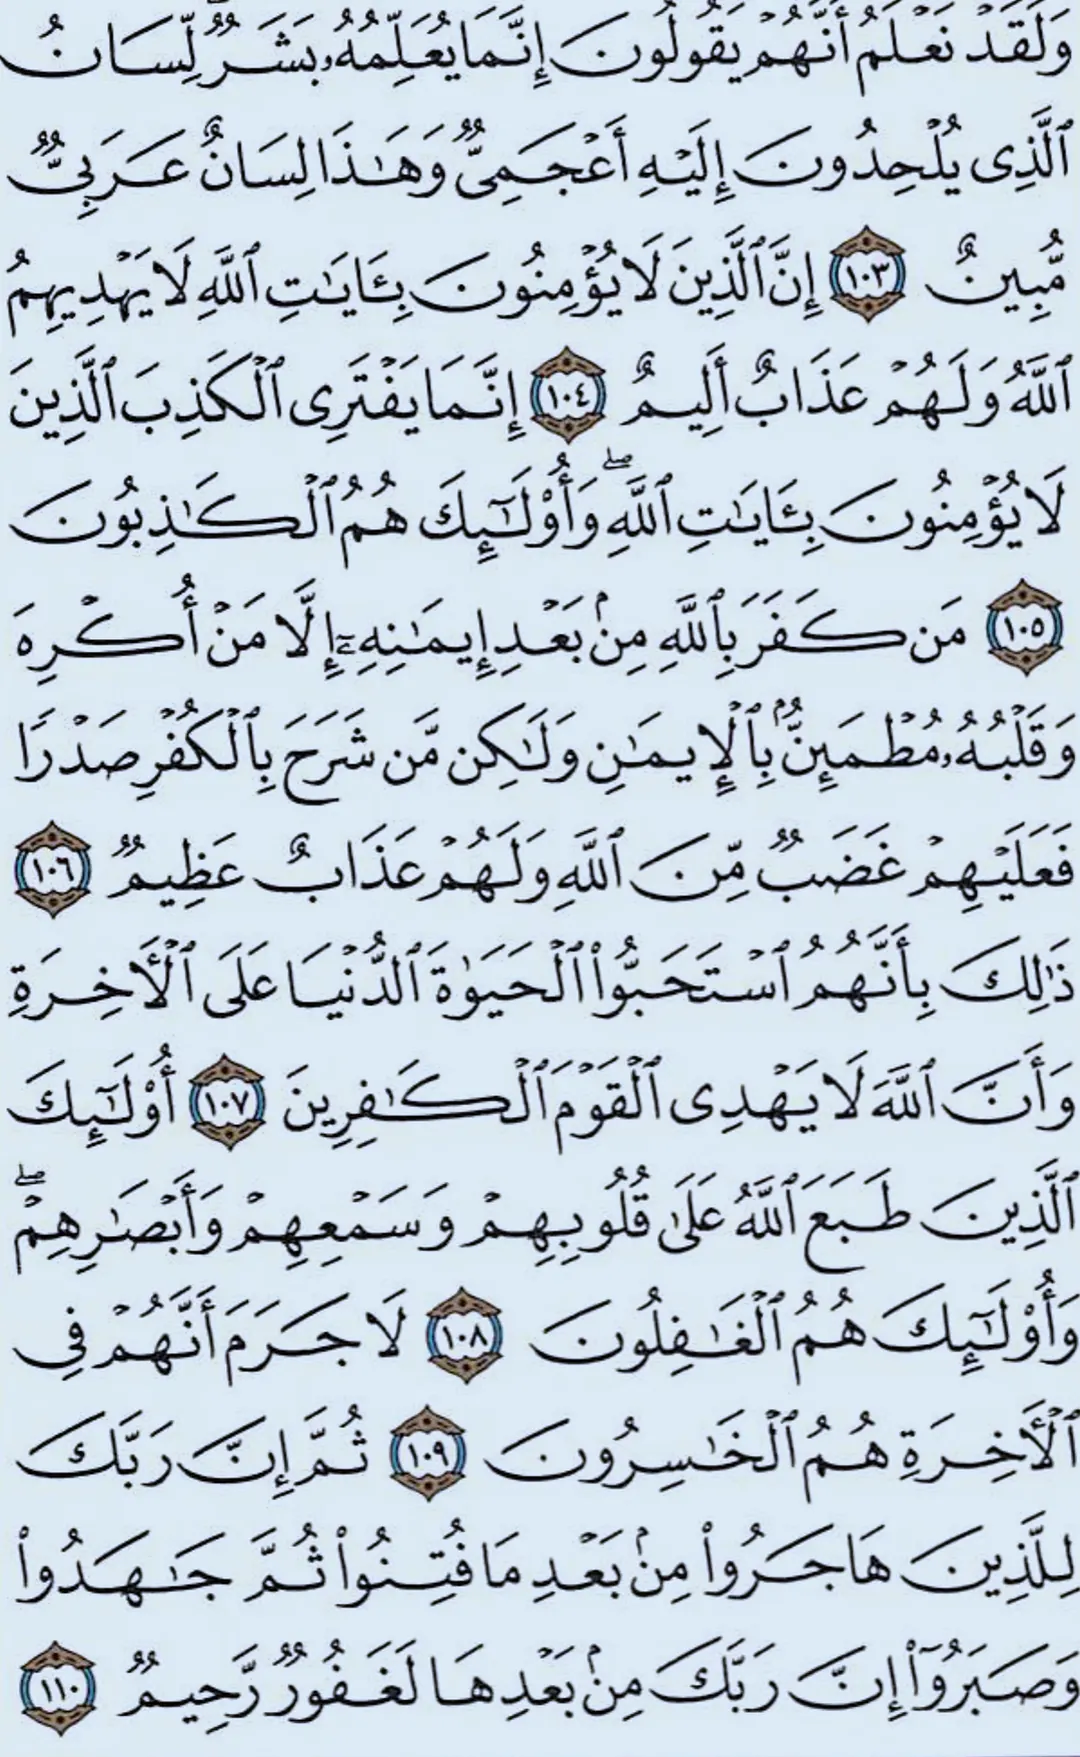 وَلَقَدۡ نَعۡلَمُ أَنَّهُمۡ يَقُولُونَ إِنَّمَا يُعَلِّمُهُۥ بَشَرٞۗ لِّسَانُ
ٱلَّذِي يُلۡحِدُونَ إِلَيۡهِ أَعۡجَمِيّٞ وَهَٰذَا لِسَانٌ عَرَبِيّٞ
مُّبِينٌ ١٠٣ إِنَّ ٱلَّذِينَ لَا يُؤۡمِنُونَ بِـَٔايَٰتِ ٱللَّهِ لَا يَهۡدِيهِمُ
ٱللَّهُ وَلَهُمۡ عَذَابٌ أَلِيمٌ ١٠٤ إِنَّمَا يَفۡتَرِي ٱلۡكَذِبَ ٱلَّذِينَ
لَا يُؤۡمِنُونَ بِـَٔايَٰتِ ٱللَّهِۖ وَأُوْلَٰٓئِكَ هُمُ ٱلۡكَٰذِبُونَ
١٠٥ مَن كَفَرَ بِٱللَّهِ مِنۢ بَعۡدِ إِيمَٰنِهِۦٓ إِلَّا مَنۡ أُكۡرِهَ
وَقَلۡبُهُۥ مُطۡمَئِنُّۢ بِٱلۡإِيمَٰنِ وَلَٰكِن مَّن شَرَحَ بِٱلۡكُفۡرِ صَدۡرٗا
فَعَلَيۡهِمۡ غَضَبٞ مِّنَ ٱللَّهِ وَلَهُمۡ عَذَابٌ عَظِيمٞ ١٠٦
ذَٰلِكَ بِأَنَّهُمُ ٱسۡتَحَبُّواْ ٱلۡحَيَوٰةَ ٱلدُّنۡيَا عَلَى ٱلۡأٓخِرَةِ
وَأَنَّ ٱللَّهَ لَا يَهۡدِي ٱلۡقَوۡمَ ٱلۡكَٰفِرِينَ ١٠٧ أُوْلَٰٓئِكَ
ٱلَّذِينَ طَبَعَ ٱللَّهُ عَلَىٰ قُلُوبِهِمۡ وَسَمۡعِهِمۡ وَأَبۡصَٰرِهِمۡۖ
وَأُوْلَٰٓئِكَ هُمُ ٱلۡغَٰفِلُونَ ١٠٨ لَا جَرَمَ أَنَّهُمۡ فِي
ٱلۡأٓخِرَةِ هُمُ ٱلۡخَٰسِرُونَ ١٠٩ ثُمَّ إِنَّ رَبَّكَ
لِلَّذِينَ هَاجَرُواْ مِنۢ بَعۡدِ مَا فُتِنُواْ ثُمَّ جَٰهَدُواْ
وَصَبَرُوٓاْ إِنَّ رَبَّكَ مِنۢ بَعۡدِهَا لَغَفُورٞ رَّحِيمٞ ١١٠